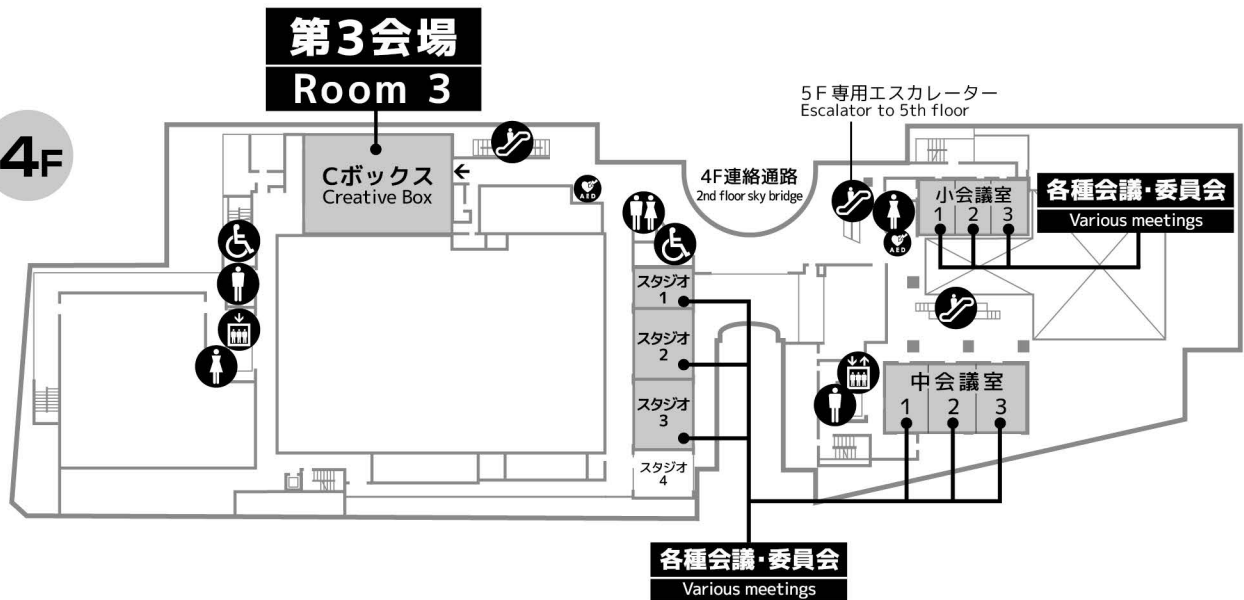 第3会場
Room 3
4F
Cボックス
Creative Box
AED
5F専用エスカレーター
Escalator to 5th floor
4F連絡通路
2nd floor sky bridge
小会議室
1 2 3
各種会議・委員会
Various meetings
AED
スタジオ
1
スタジオ
2
スタジオ
3
スタジオ
4
中会議室
1 2 3
各種会議・委員会
Various meetings